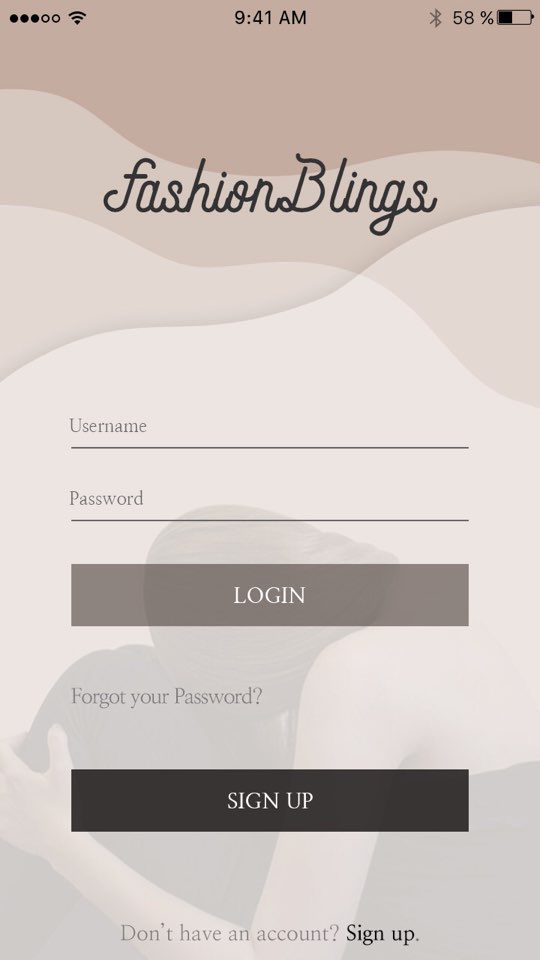 9:41 AM 58 %
FashionBlings
Username
Password
LOGIN
Forgot your Password?
SIGN UP
Don't have an account? Sign up.